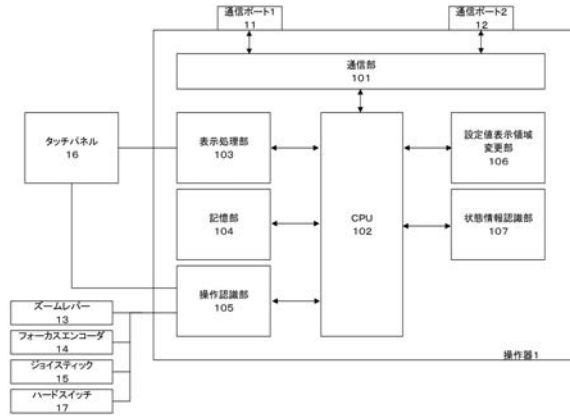 通信ポート1
11
通信ポート2
12
通信部
101
タッチパネル
16
表示処理部
103
設定値表示領域
変更部
106
記憶部
104
CPU
102
状態情報認識部
107
操作認識部
105
ズームレバー
13
フォーカスエンコーダ
14
ジョイスティック
15
ハードスイッチ
17
操作器1